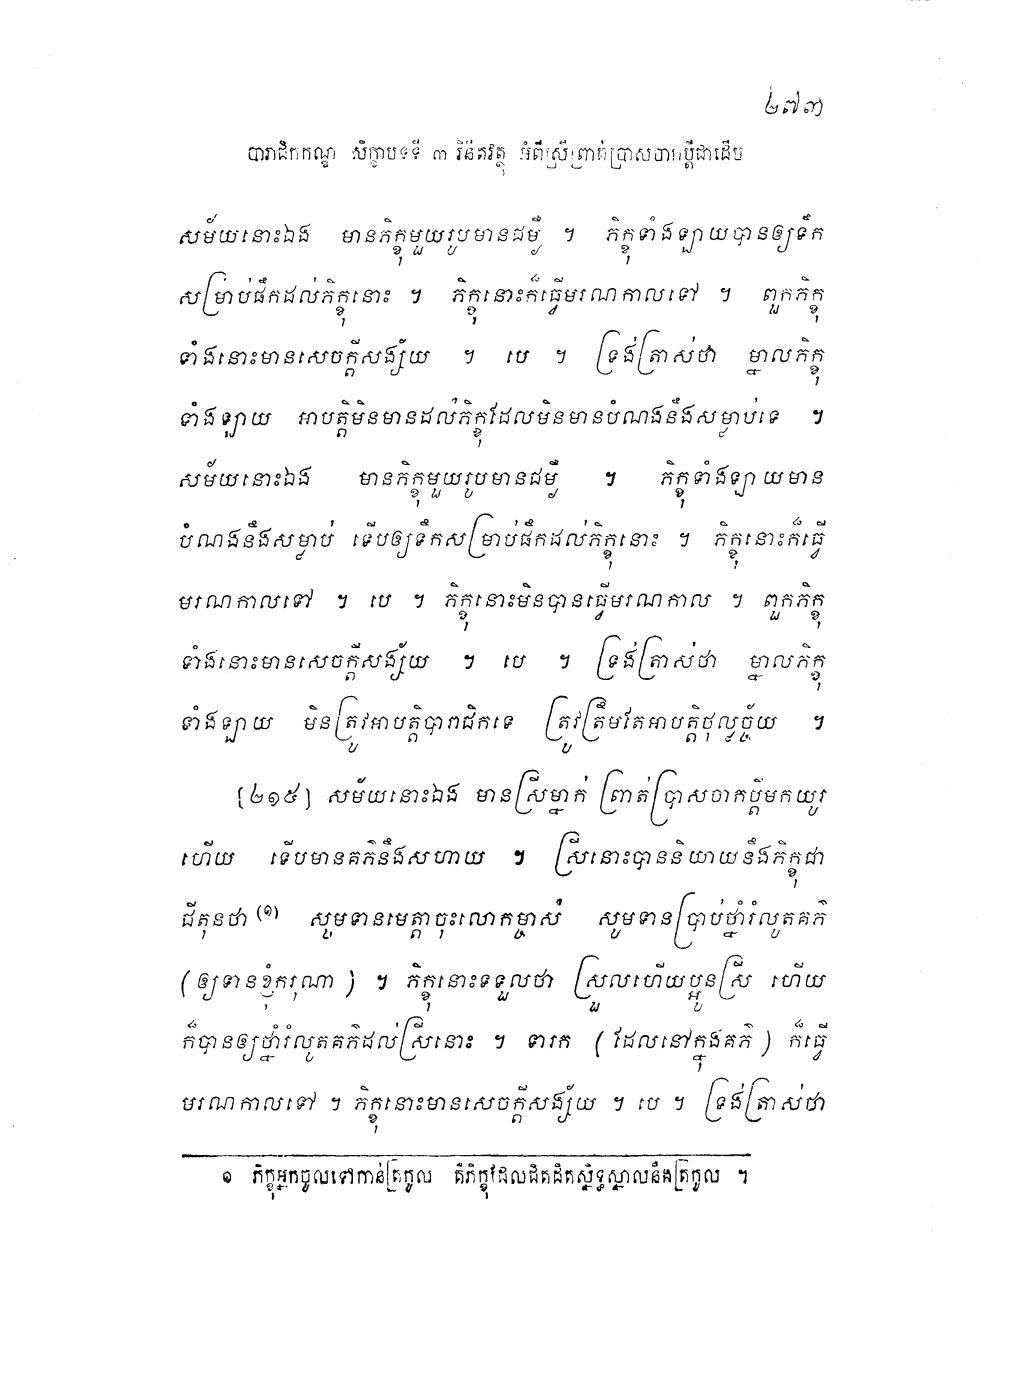 ២៧៣
បារាជិកកណ្ឌ សិក្ខាបទទី ៣ វិនីតវត្ថុ អំពីស្រីព្រាត់ប្រាសចាកប្តីជាដើម
សម័យនោះឯង មានភិក្ខុមួយរូបមានជម្ងឺ ។ ភិក្ខុទាំងឡាយបានឲ្យទឹក
សម្រាប់ផឹកដល់ភិក្ខុនោះ ។ ភិក្ខុនោះក៏ធ្វើមរណកាលទៅ ។ ពួកភិក្ខុ
ទាំងនោះមានសេចក្តីសង្ស័យ ។ បេ ។ ទ្រង់ត្រាស់ថា ម្នាលភិក្ខុ
ទាំងឡាយ អាបត្តិមិនមានដល់ភិក្ខុដែលមិនមានបំណងនឹងសម្លាប់ទេ ។
សម័យនោះឯង មានភិក្ខុមួយរូបមានជម្ងឺ ។ ភិក្ខុទាំងឡាយមាន
បំណងនឹងសម្លាប់ ទើបឲ្យទឹកសម្រាប់ផឹកដល់ភិក្ខុនោះ ។ ភិក្ខុនោះក៏ធ្វើ
មរណកាលទៅ ។ បេ ។ ភិក្ខុនោះមិនបានធ្វើមរណកាល ។ ពួកភិក្ខុ
ទាំងនោះមានសេចក្តីសង្ស័យ ។ បេ ។ ទ្រង់ត្រាស់ថា ម្នាលភិក្ខុ
ទាំងឡាយ មិនត្រូវអាបត្តិបារាជិកទេ ត្រូវត្រឹមតែអាបត្តិថុល្លច្ច័យ ។
[២១៥] សម័យនោះឯង មានស្រីម្នាក់ ព្រាត់ប្រាសចាកប្តីមកយូរ
ហើយ ទើបមានគភ៌នឹងសហាយ ។ ស្រីនោះបាននិយាយនឹងភិក្ខុជា
ជីតុនថា (១) សូមទានមេត្តាចុះលោកម្ចាស់ សូមទានប្រាប់ថ្នាំរំលូតគភ៌
(ឲ្យទានខ្ញុំករុណា) ។ ភិក្ខុនោះទទួលថា ស្រួលហើយប្អូនស្រី ហើយ
ក៏បានឲ្យថ្នាំរំលូតគភ៌ដល់ស្រីនោះ ។ ទារក (ដែលនៅក្នុងគភ៌) ក៏ធ្វើ
មរណកាលទៅ ។ ភិក្ខុនោះមានសេចក្តីសង្ស័យ ។ បេ ។ ទ្រង់ត្រាស់ថា
១ ភិក្ខុអ្នកចូលទៅកាន់ត្រកូល គឺភិក្ខុដែលជិតដិតស្និទ្ធស្នាលនឹងត្រកូល ។